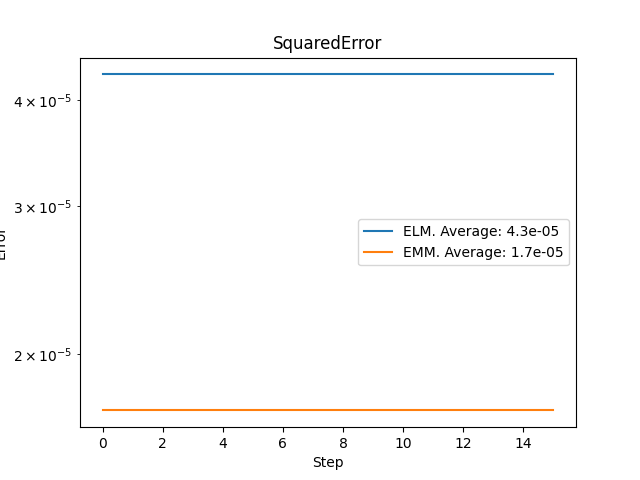 SquaredError
4 × 10⁻⁵
3 × 10⁻⁵
2 × 10⁻⁵
Error
ELM. Average: 4.3e-05
EMM. Average: 1.7e-05
0 2 4 6 8 10 12 14
Step